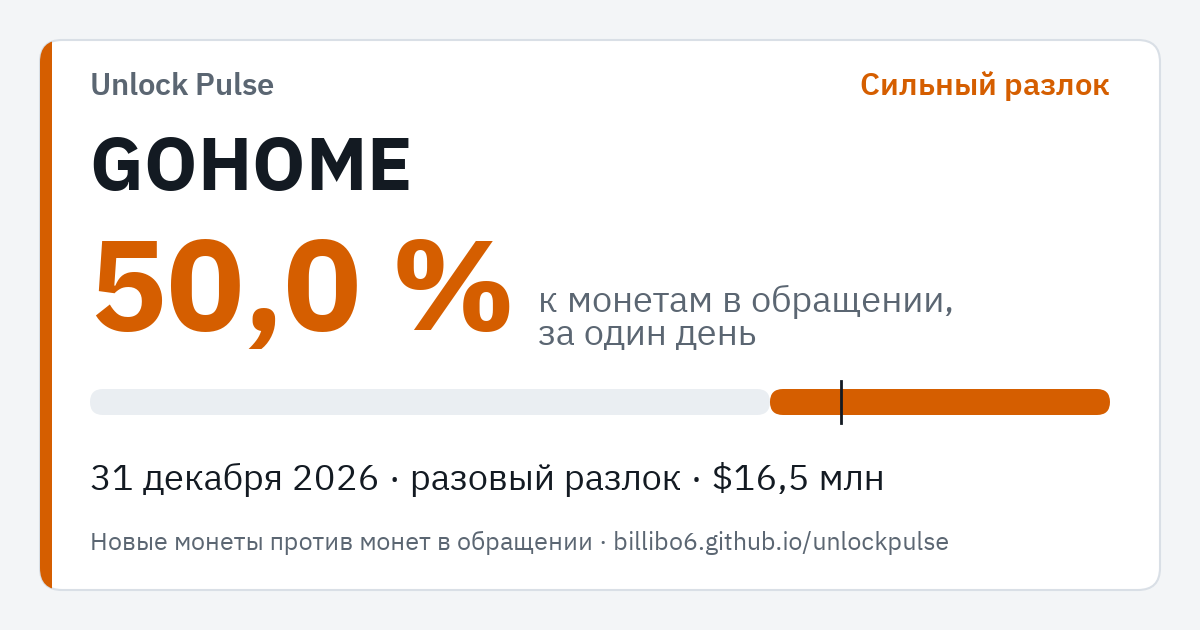 Unlock Pulse
Сильный разлок
GOHOME
50,0 %
к монетам в обращении,
за один день
31 декабря 2026 · разовый разлок · $16,5 млн
Новые монеты против монет в обращении · billibo6.github.io/unlockpulse